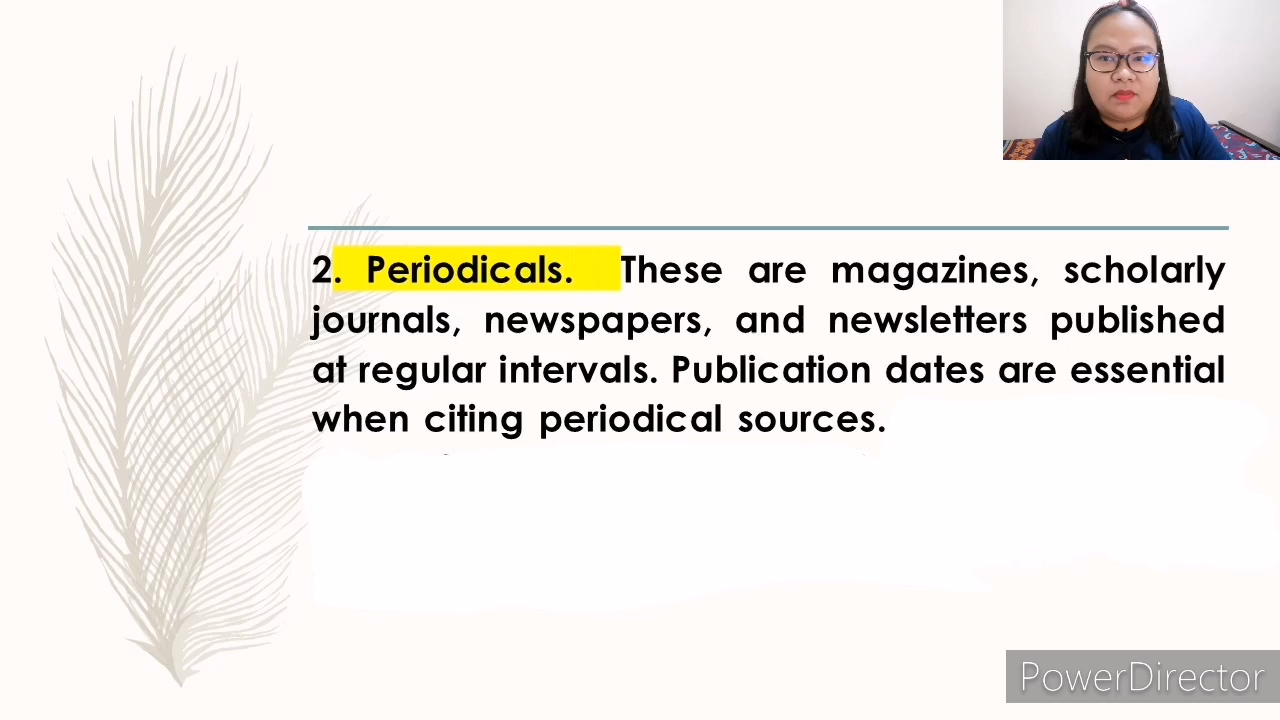 2. Periodicals. These are magazines, scholarly
journals, newspapers, and newsletters published
at regular intervals. Publication dates are essential
when citing periodical sources.
PowerDirector